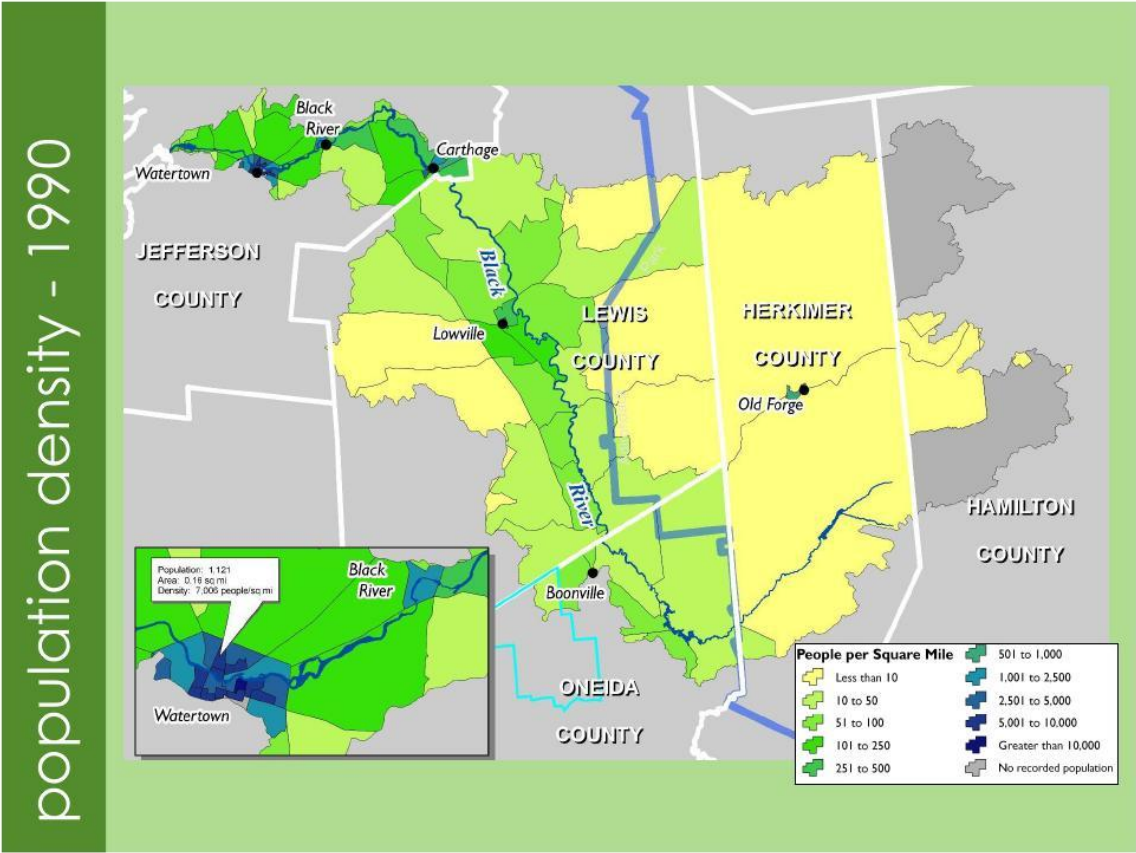 population density - 1990
Black
River
Carthage
Watertown
JEFFERSON
COUNTY
Black
Park
LEWIS
COUNTY
HERKIMER
COUNTY
Lowville
Old Forge
River
HAMILTON
COUNTY
Boonville
ONEIDA
COUNTY
Population: 1,121
Area: 0.16 sq mi
Density: 7,006 people/sq mi
Black
River
Watertown
People per Square Mile
Less than 10
10 to 50
51 to 100
101 to 250
251 to 500
501 to 1,000
1,001 to 2,500
2,501 to 5,000
5,001 to 10,000
Greater than 10,000
No recorded population